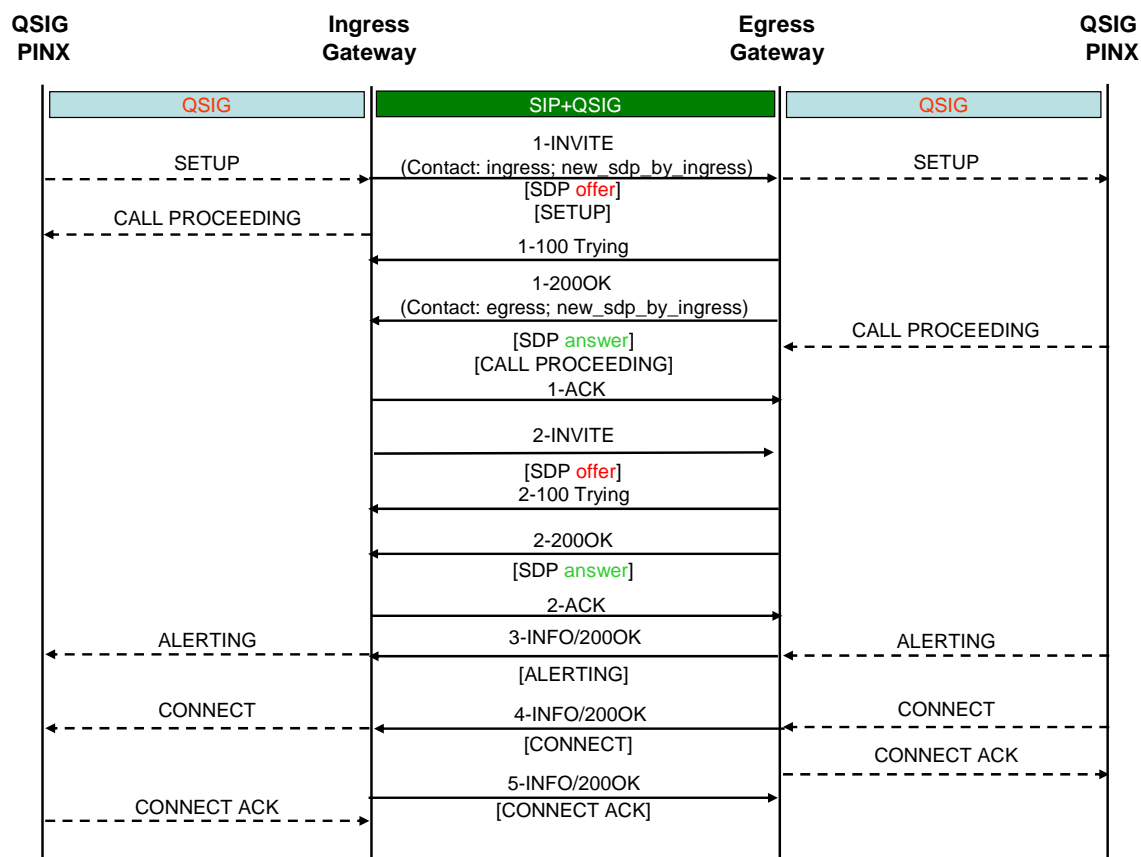 QSIG
PINX
Ingress
Gateway
Egress
Gateway
QSIG
PINX
QSIG
SIP+QSIG
QSIG
1-INVITE
SETUP
(Contact: ingress; new_sdp_by_ingress)
SETUP
[SDP offer]
[SETUP]
CALL PROCEEDING
1-100 Trying
1-200OK
(Contact: egress; new_sdp_by_ingress)
CALL PROCEEDING
[SDP answer]
[CALL PROCEEDING]
1-ACK
2-INVITE
[SDP offer]
2-100 Trying
2-200OK
[SDP answer]
2-ACK
ALERTING
3-INFO/200OK
ALERTING
[ALERTING]
CONNECT
4-INFO/200OK
CONNECT
[CONNECT]
CONNECT ACK
5-INFO/200OK
CONNECT ACK
[CONNECT ACK]